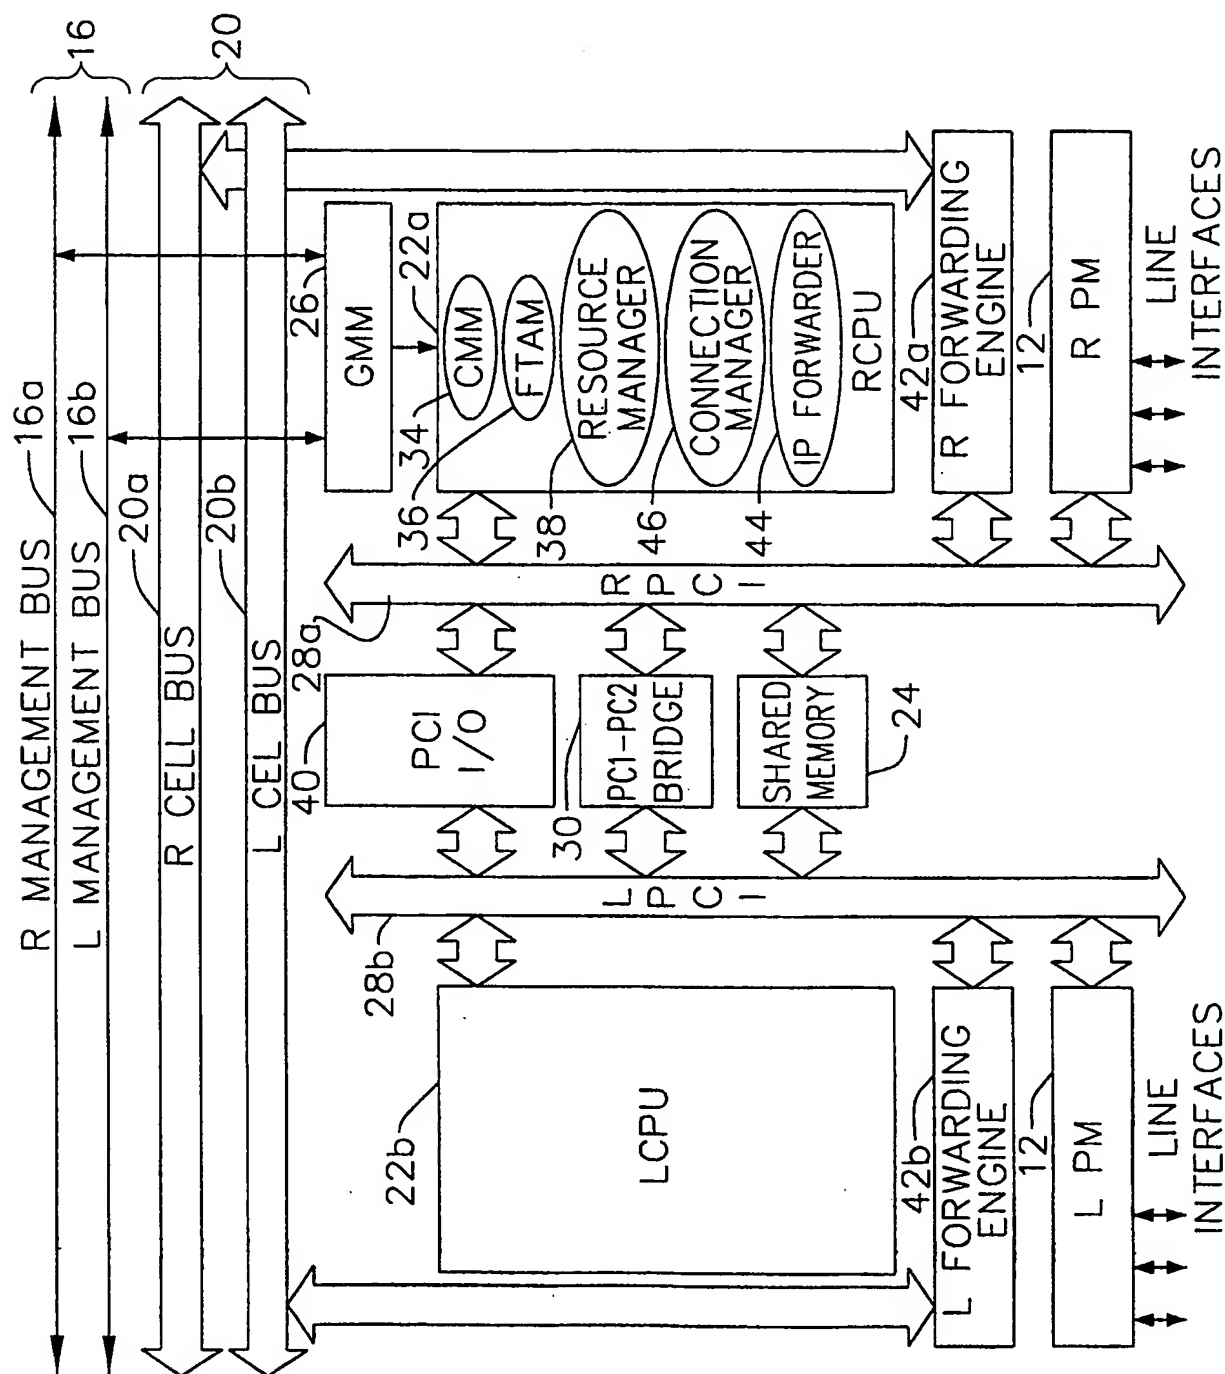 R MANAGEMENT BUS
16a
16
L MANAGEMENT BUS
16b
20a
R CELL BUS
20
20b
L CEL BUS
28b
40
28a
26
GMM
22b
LCPU
PCI
I/O
30
PC1-PC2
BRIDGE
SHARED
MEMORY
24
L PCI
R PCI
22a
34
CMM
36
FTAM
38
RESOURCE
MANAGER
46
CONNECTION
MANAGER
44
IP FORWARDER
RCPU
42b
L FORWARDING
ENGINE
42a
R FORWARDING
ENGINE
12
L PM
12
R PM
LINE
INTERFACES
LINE
INTERFACES